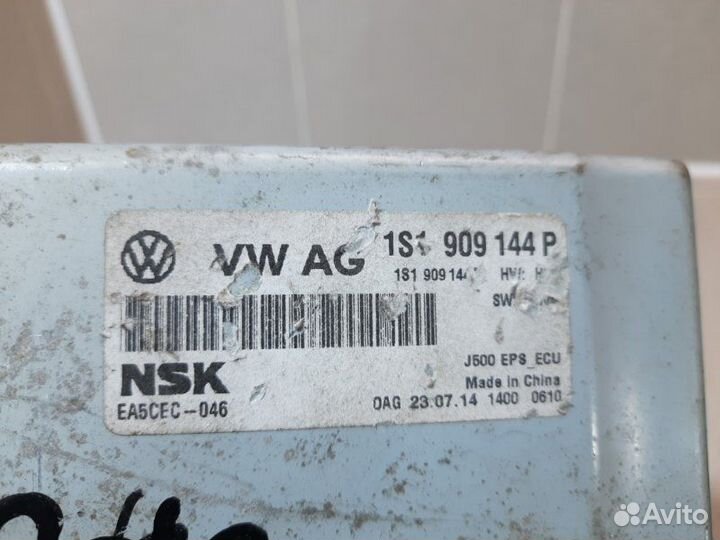 VW AG 1S1 909 144 P
1S1 909 144 HW:
SW
J500 EPS_ECU
NSK
Made in China
EA5CEC-046
OAG 23.07.14 1400 0610
Avito